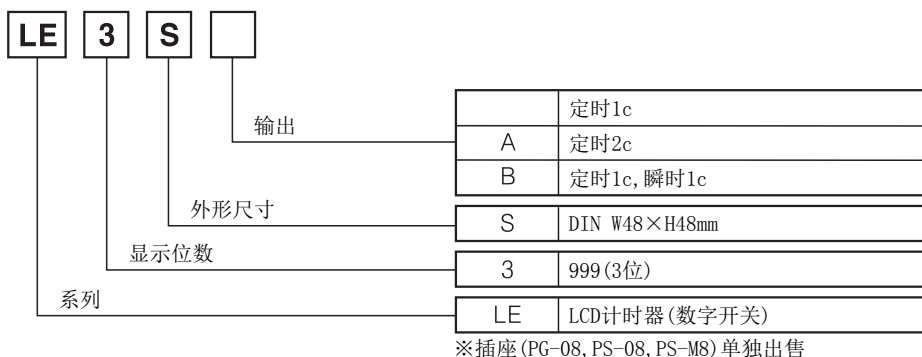 LE 3 S
输出
定时1c
A 定时2c
B 定时1c,瞬时1c
外形尺寸
S DIN W48×H48mm
显示位数
3 999(3位)
系列
LE LCD计时器(数字开关)
※插座(PG-08,PS-08,PS-M8)单独出售